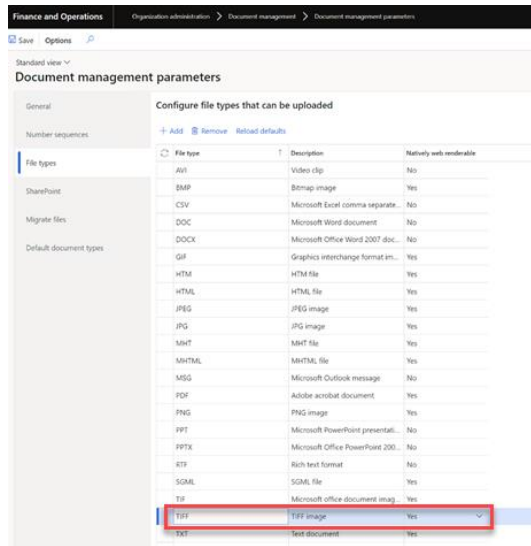 Finance and Operations Organization administration > Document management > Document management parameters
Save Options
Standard view
Document management parameters
General
Number sequences
File types
SharePoint
Migrate files
Default document types
Configure file types that can be uploaded
+ Add Remove Reload defaults
File type ↑ Description Natively web renderable
AVI Video clip No
BMP Bitmap image Yes
CSV Microsoft Excel comma separate... No
DOC Microsoft Word document No
DOCX Microsoft Office Word 2007 doc... No
GIF Graphics interchange format im... Yes
HTM HTM file Yes
HTML HTML file Yes
JPEG JPEG image Yes
JPG JPG image Yes
MHT MHT file Yes
MHTML MHTML file Yes
MSG Microsoft Outlook message No
PDF Adobe acrobat document Yes
PNG PNG image Yes
PPT Microsoft PowerPoint presentati... No
PPTX Microsoft Office PowerPoint 200... No
RTF Rich text format No
SGML SGML file Yes
TIF Microsoft office document imag... Yes
TIFF TIFF image Yes
TXT Text document Yes